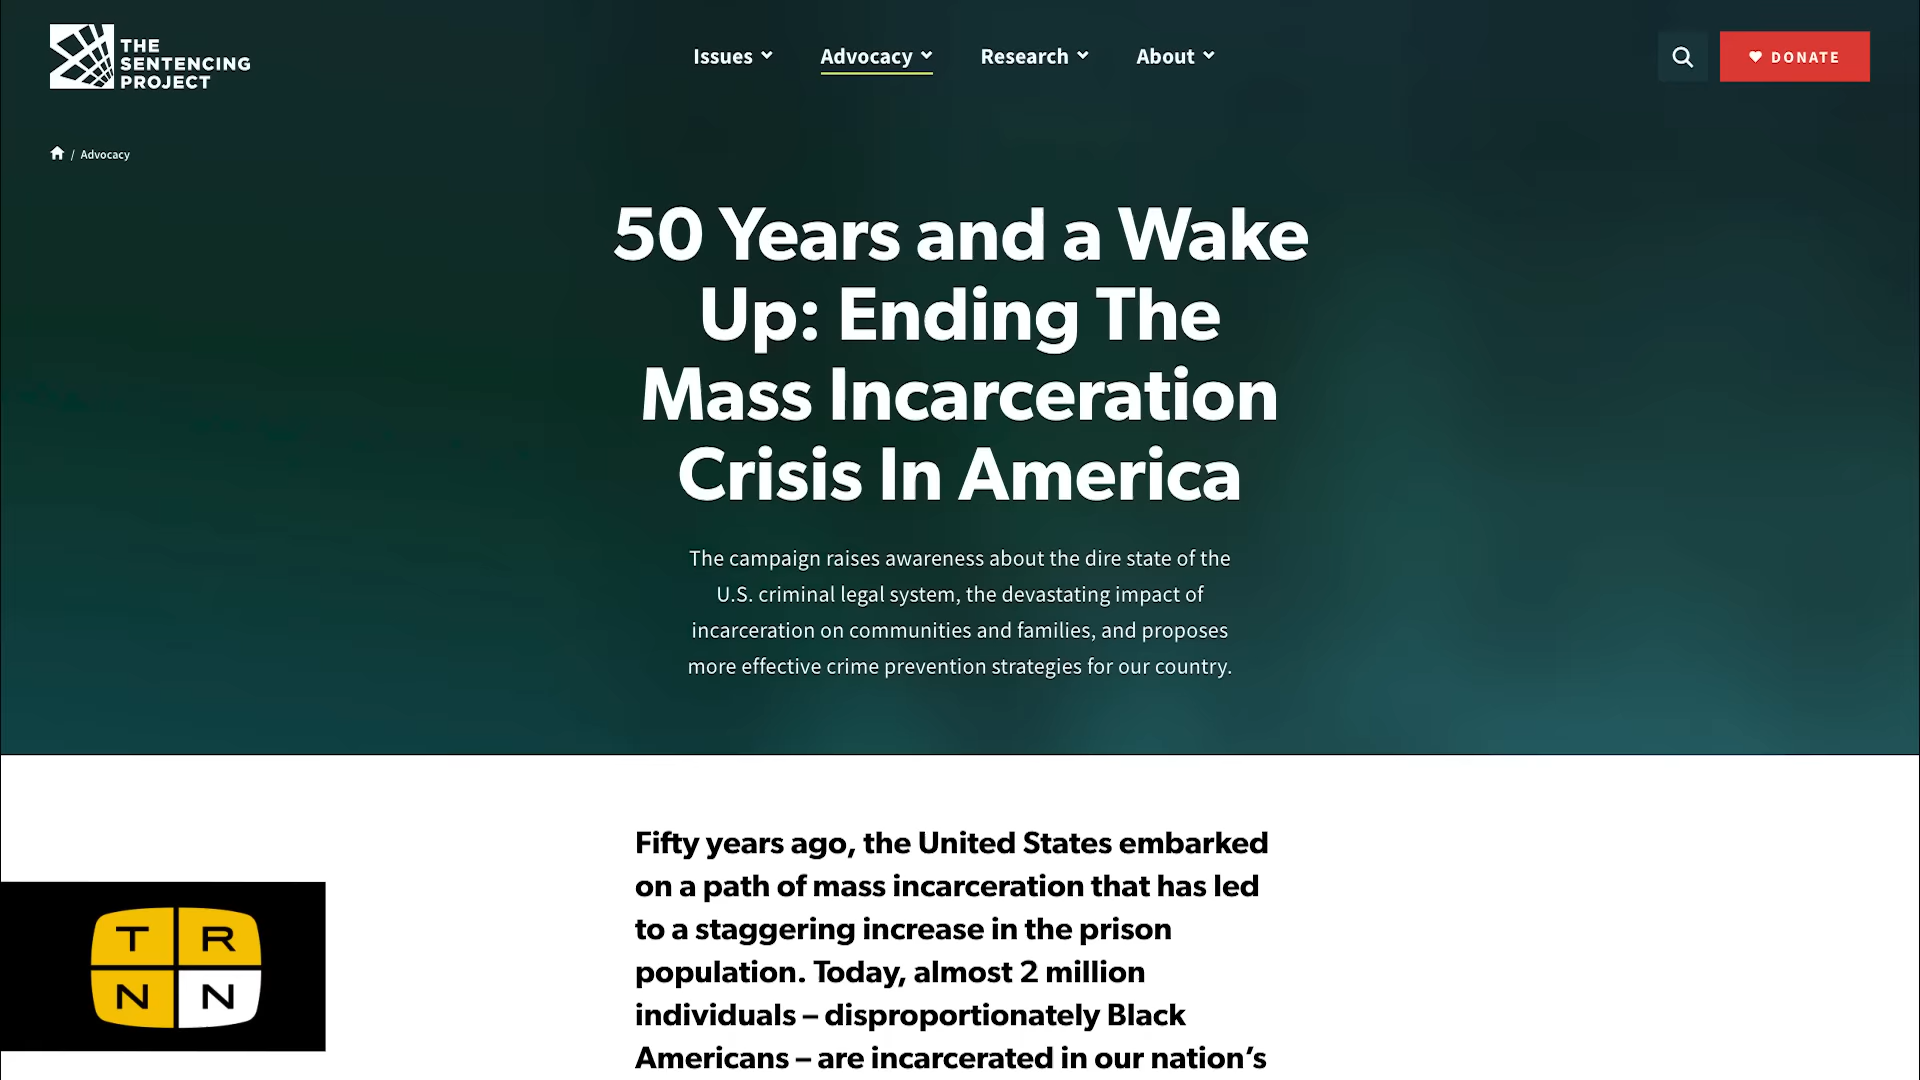 THE
SENTENCING
PROJECT
Issues
Advocacy
Research
About
DONATE
/ Advocacy
50 Years and a Wake
Up: Ending The
Mass Incarceration
Crisis In America
The campaign raises awareness about the dire state of the
U.S. criminal legal system, the devastating impact of
incarceration on communities and families, and proposes
more effective crime prevention strategies for our country.
Fifty years ago, the United States embarked
on a path of mass incarceration that has led
to a staggering increase in the prison
population. Today, almost 2 million
individuals – disproportionately Black
Americans – are incarcerated in our nation’s
T R
N N